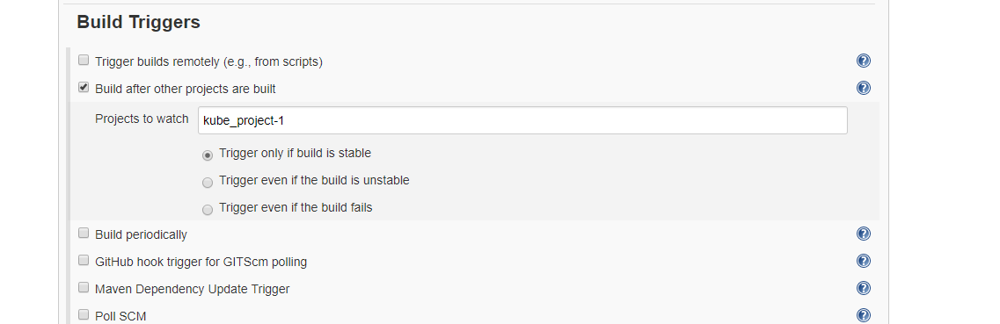 Build Triggers
Trigger builds remotely (e.g., from scripts)
Build after other projects are built
Projects to watch kube_project-1
Trigger only if build is stable
Trigger even if the build is unstable
Trigger even if the build fails
Build periodically
GitHub hook trigger for GITScm polling
Maven Dependency Update Trigger
Poll SCM